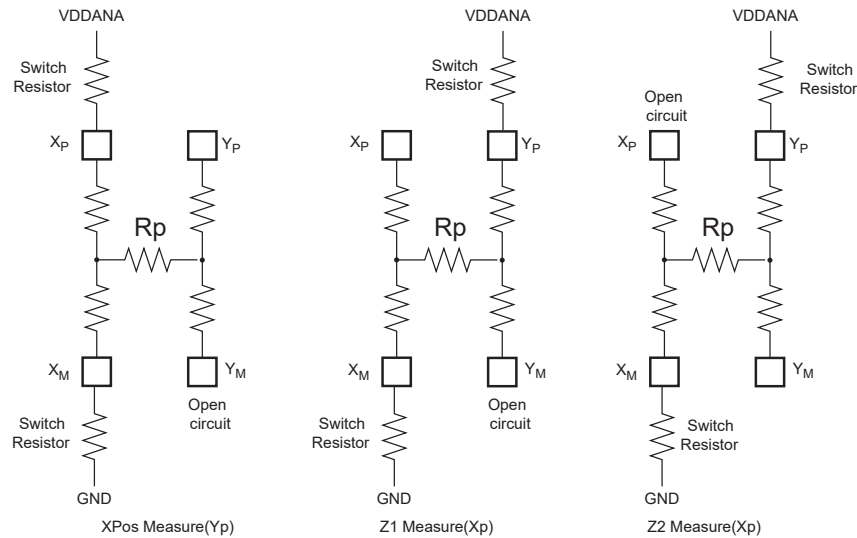 VDDANA
VDDANA
VDDANA
Switch
Resistor
Switch
Resistor
Switch
Resistor
Open
circuit
XP
YP
XP
YP
XP
YP
Rp
Rp
Rp
XM
YM
XM
YM
XM
YM
Open
circuit
Open
circuit
Switch
Resistor
Switch
Resistor
Switch
Resistor
GND
GND
GND
XPos Measure(Yp)
Z1 Measure(Xp)
Z2 Measure(Xp)